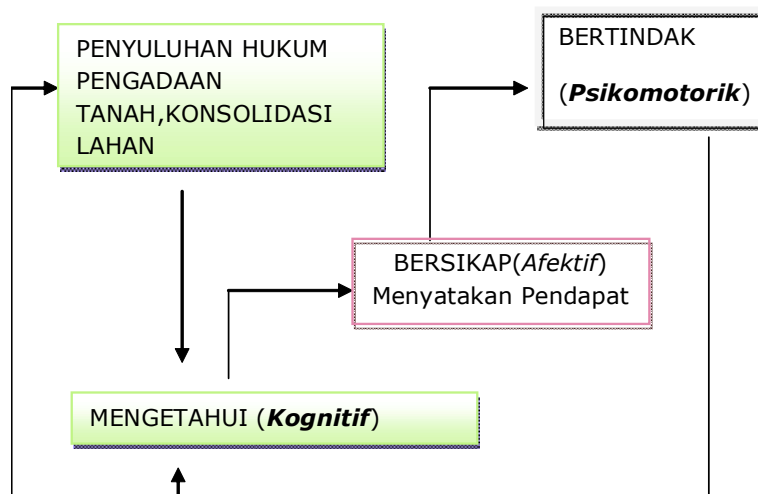 PENYULUHAN HUKUM
PENGADAAN
TANAH,KONSOLIDASI
LAHAN
BERTINDAK
(Psikomotorik)
BERSIKAP(Afektif)
Menyatakan Pendapat
MENGETAHUI (Kognitif)